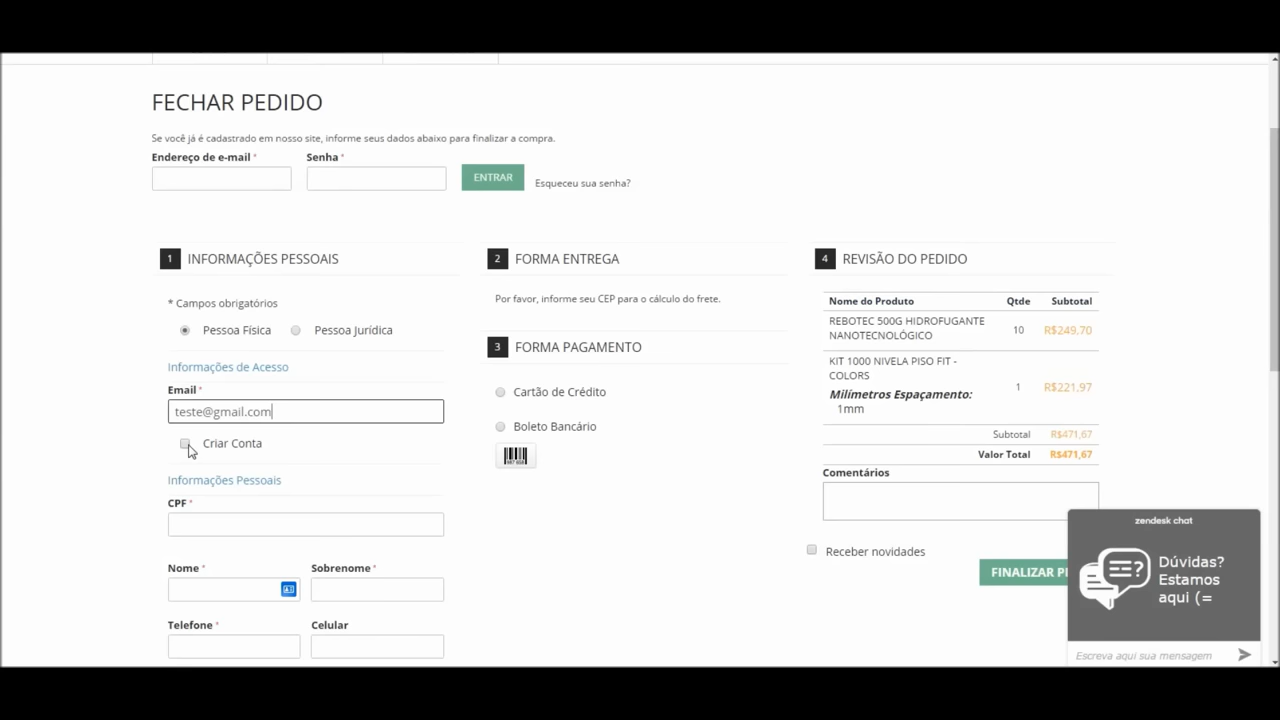 FECHAR PEDIDO
Se você já é cadastrado em nosso site, informe seus dados abaixo para finalizar a compra.
Endereço de e-mail *
Senha *
ENTRAR
Esqueceu sua senha?
1 INFORMAÇÕES PESSOAIS
* Campos obrigatórios
Pessoa Física
Pessoa Jurídica
Informações de Acesso
Email *
teste@gmail.com
Criar Conta
Informações Pessoais
CPF *
Nome *
Sobrenome *
Telefone *
Celular
2 FORMA ENTREGA
Por favor, informe seu CEP para o cálculo do frete.
3 FORMA PAGAMENTO
Cartão de Crédito
Boleto Bancário
4 REVISÃO DO PEDIDO
Nome do Produto Qtde Subtotal
REBOTEC 500G HIDROFUGANTE
NANOTECNOLÓGICO
10 R$249,70
KIT 1000 NIVELA PISO FIT -
COLORS
Milímetros Espaçamento:
1mm
1 R$221,97
Subtotal R$471,67
Valor Total R$471,67
Comentários
Receber novidades
FINALIZAR
zendesk chat
Dúvidas?
Estamos
aqui (=
Escreva aqui sua mensagem